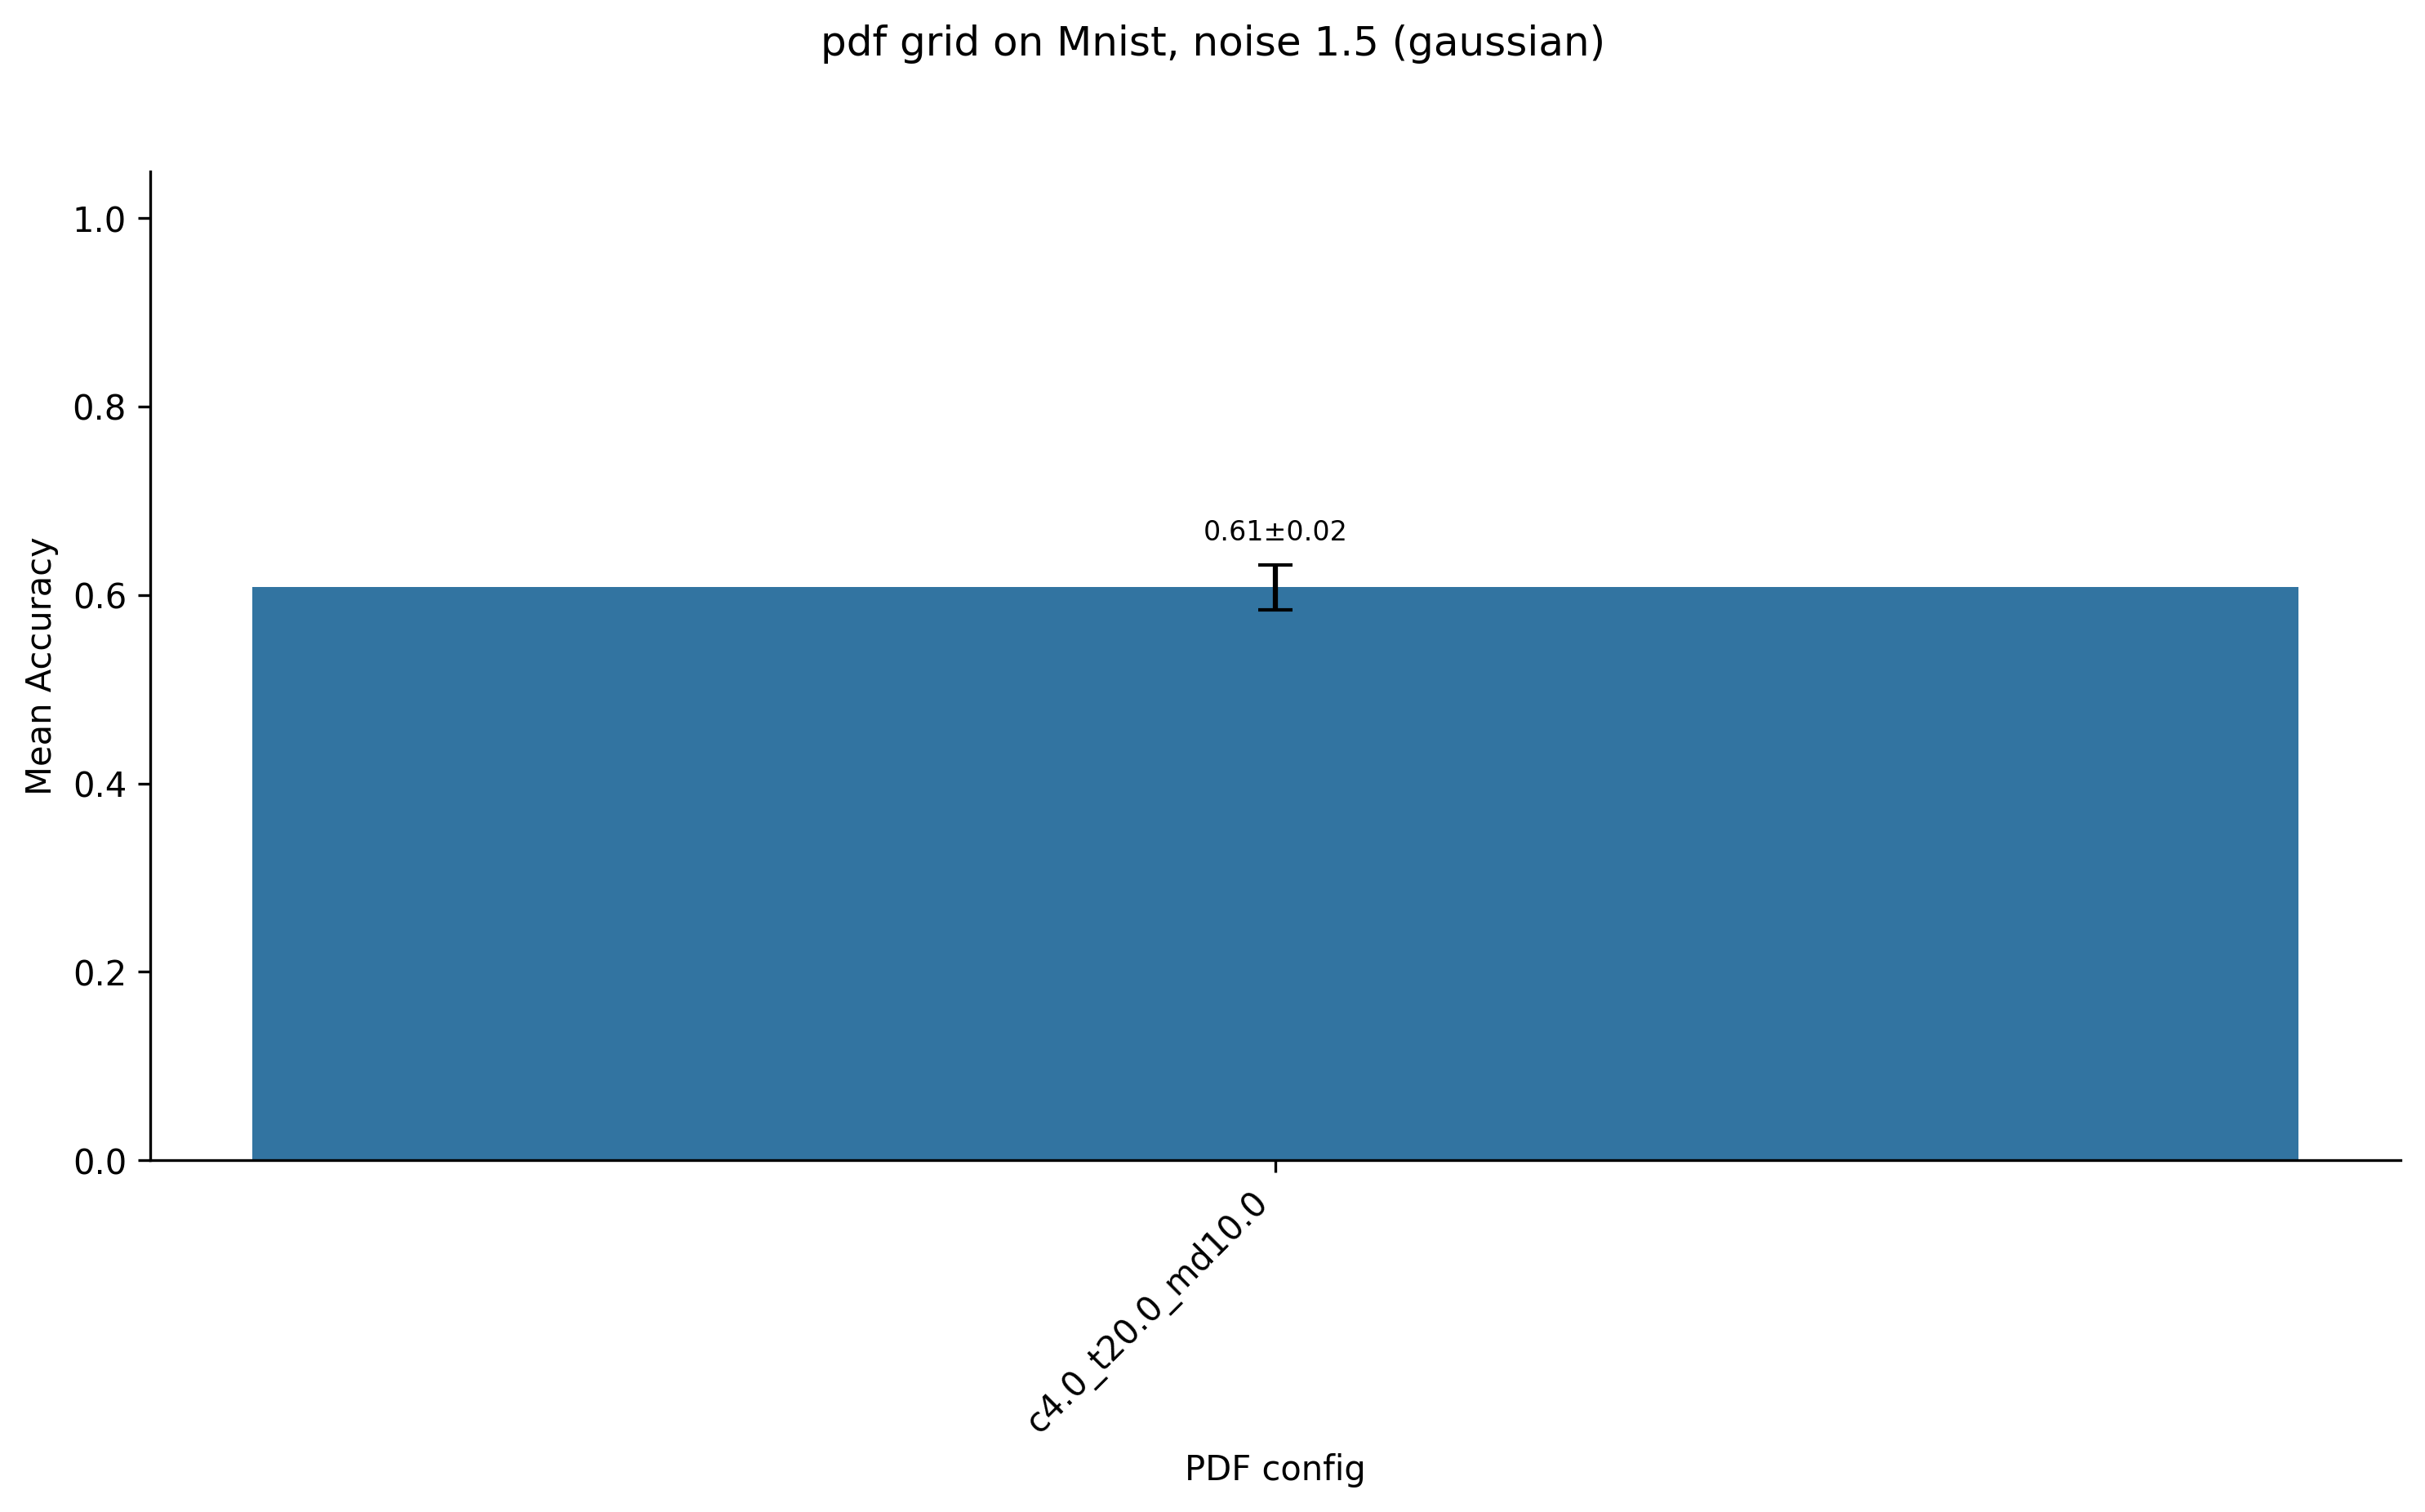 pdf grid on Mnist, noise 1.5 (gaussian)
1.0
0.8
0.61±0.02
0.6
0.4
0.2
0.0
Mean Accuracy
c4.0_t20.0_md10.0
PDF config